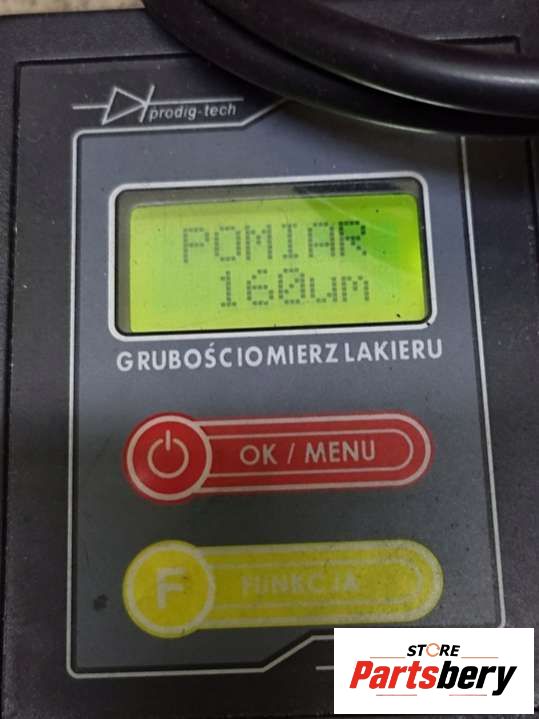 prodig-tech
POMIAR
160um
GRUBOŚCIOMIERZ LAKIERU
OK / MENU
F FUNKCJA
STORE
Partsbery